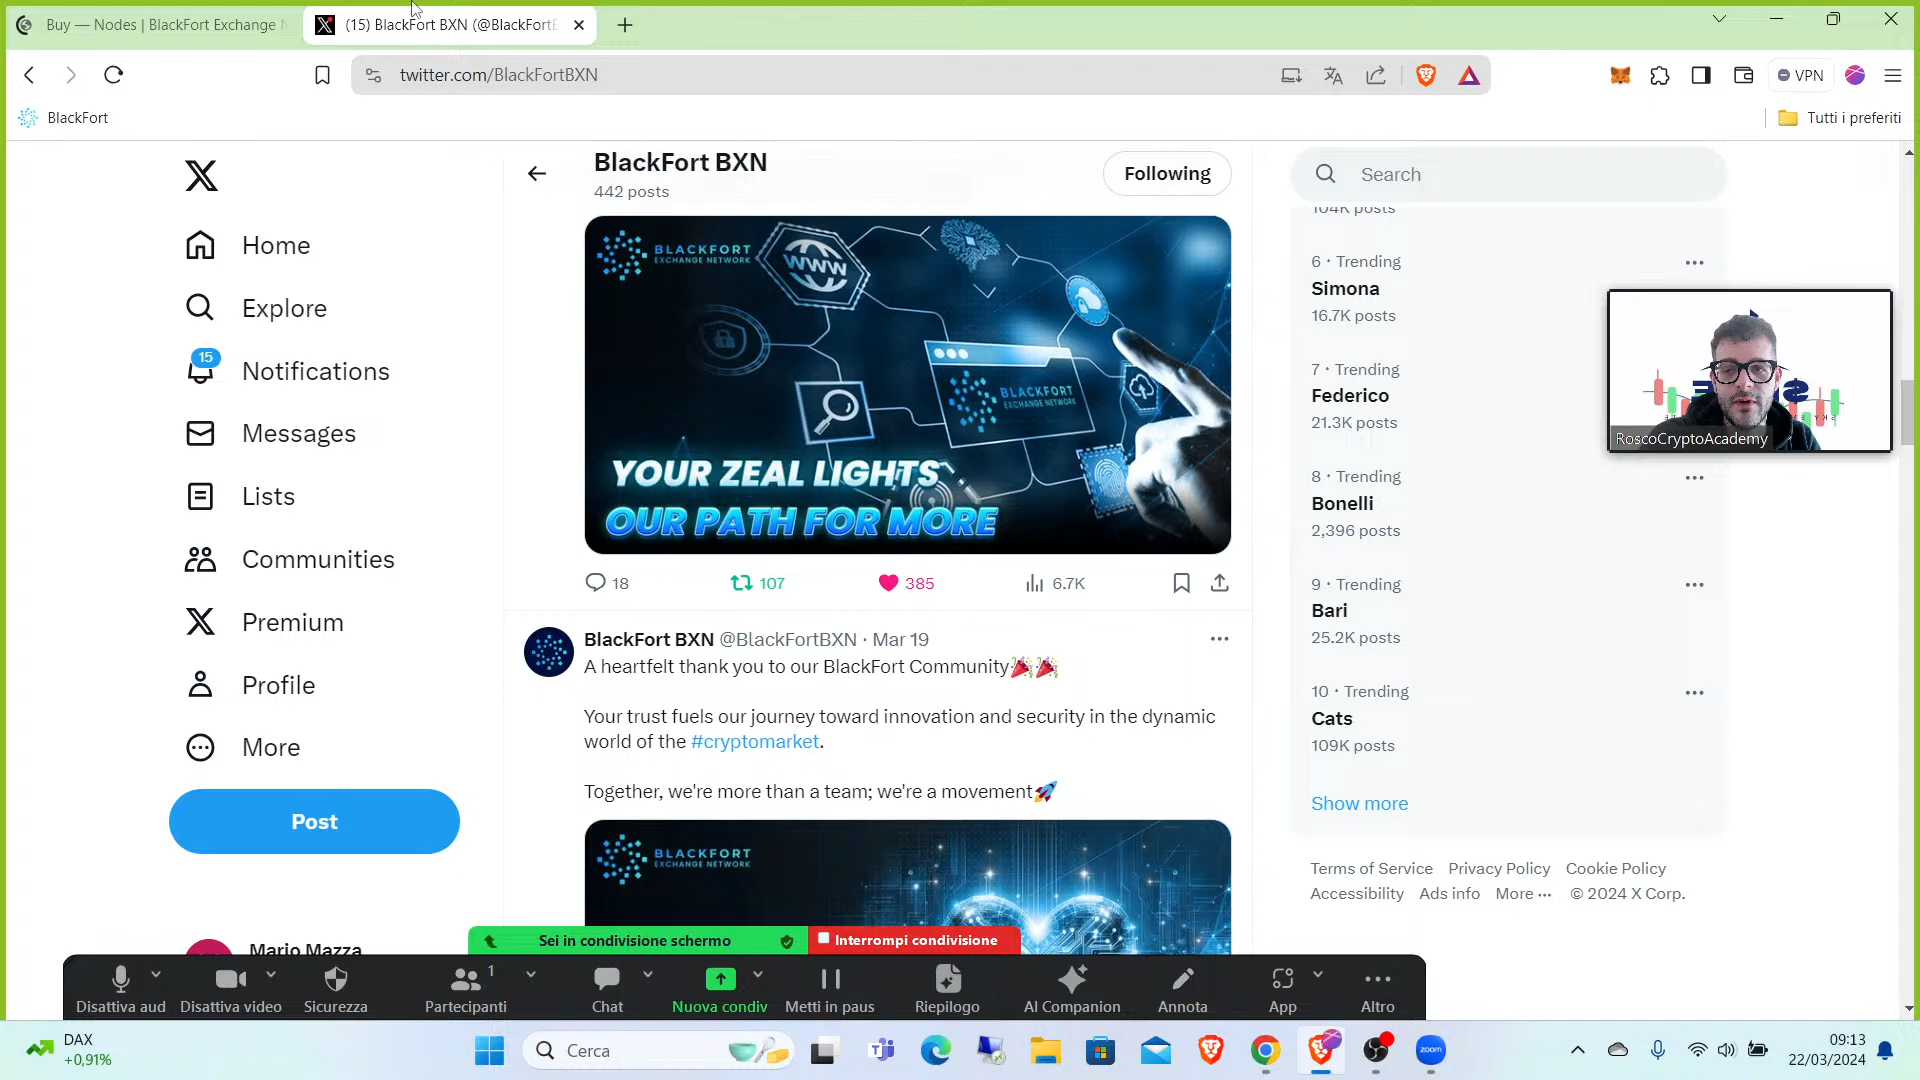 Buy — Nodes | BlackFort Exchange N
(15) BlackFort BXN (@BlackFortE
twitter.com/BlackFortBXN
VPN
BlackFort
Tutti i preferiti
Home
Explore
15
Notifications
Messages
Lists
Communities
Premium
Profile
More
Post
Mario Mazza
BlackFort BXN
442 posts
Following
BLACKFORT
EXCHANGE NETWORK
WWW
BLACKFORT
EXCHANGE NETWORK
YOUR ZEAL LIGHTS
OUR PATH FOR MORE
18
107
385
6.7K
BlackFort BXN @BlackFortBXN · Mar 19
A heartfelt thank you to our BlackFort Community🎉🎉
Your trust fuels our journey toward innovation and security in the dynamic
world of the #cryptomarket.
Together, we're more than a team; we're a movement🚀
BLACKFORT
EXCHANGE NETWORK
Search
104K posts
6 · Trending
Simona
16.7K posts
7 · Trending
Federico
21.3K posts
8 · Trending
Bonelli
2,396 posts
9 · Trending
Bari
25.2K posts
10 · Trending
Cats
109K posts
Show more
Terms of Service Privacy Policy Cookie Policy
Accessibility Ads info More ··· © 2024 X Corp.
RoscoCryptoAcademy
Sei in condivisione schermo
Interrompi condivisione
Disattiva aud
Disattiva video
Sicurezza
1
Partecipanti
Chat
Nuova condiv
Metti in paus
Riepilogo
AI Companion
Annota
App
Altro
DAX
+0,91%
Cerca
zoom
09:13
22/03/2024